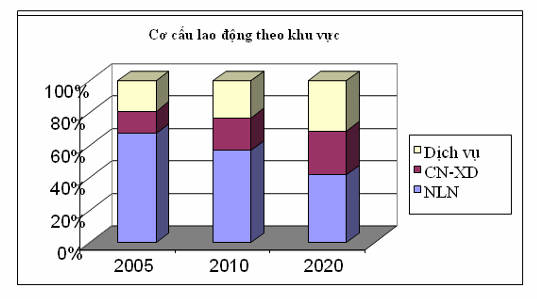 Cơ cấu lao động theo khu vực
100%
80%
60%
40%
20%
0%
2005 2010 2020
Dịch vụ
CN-XD
NLN